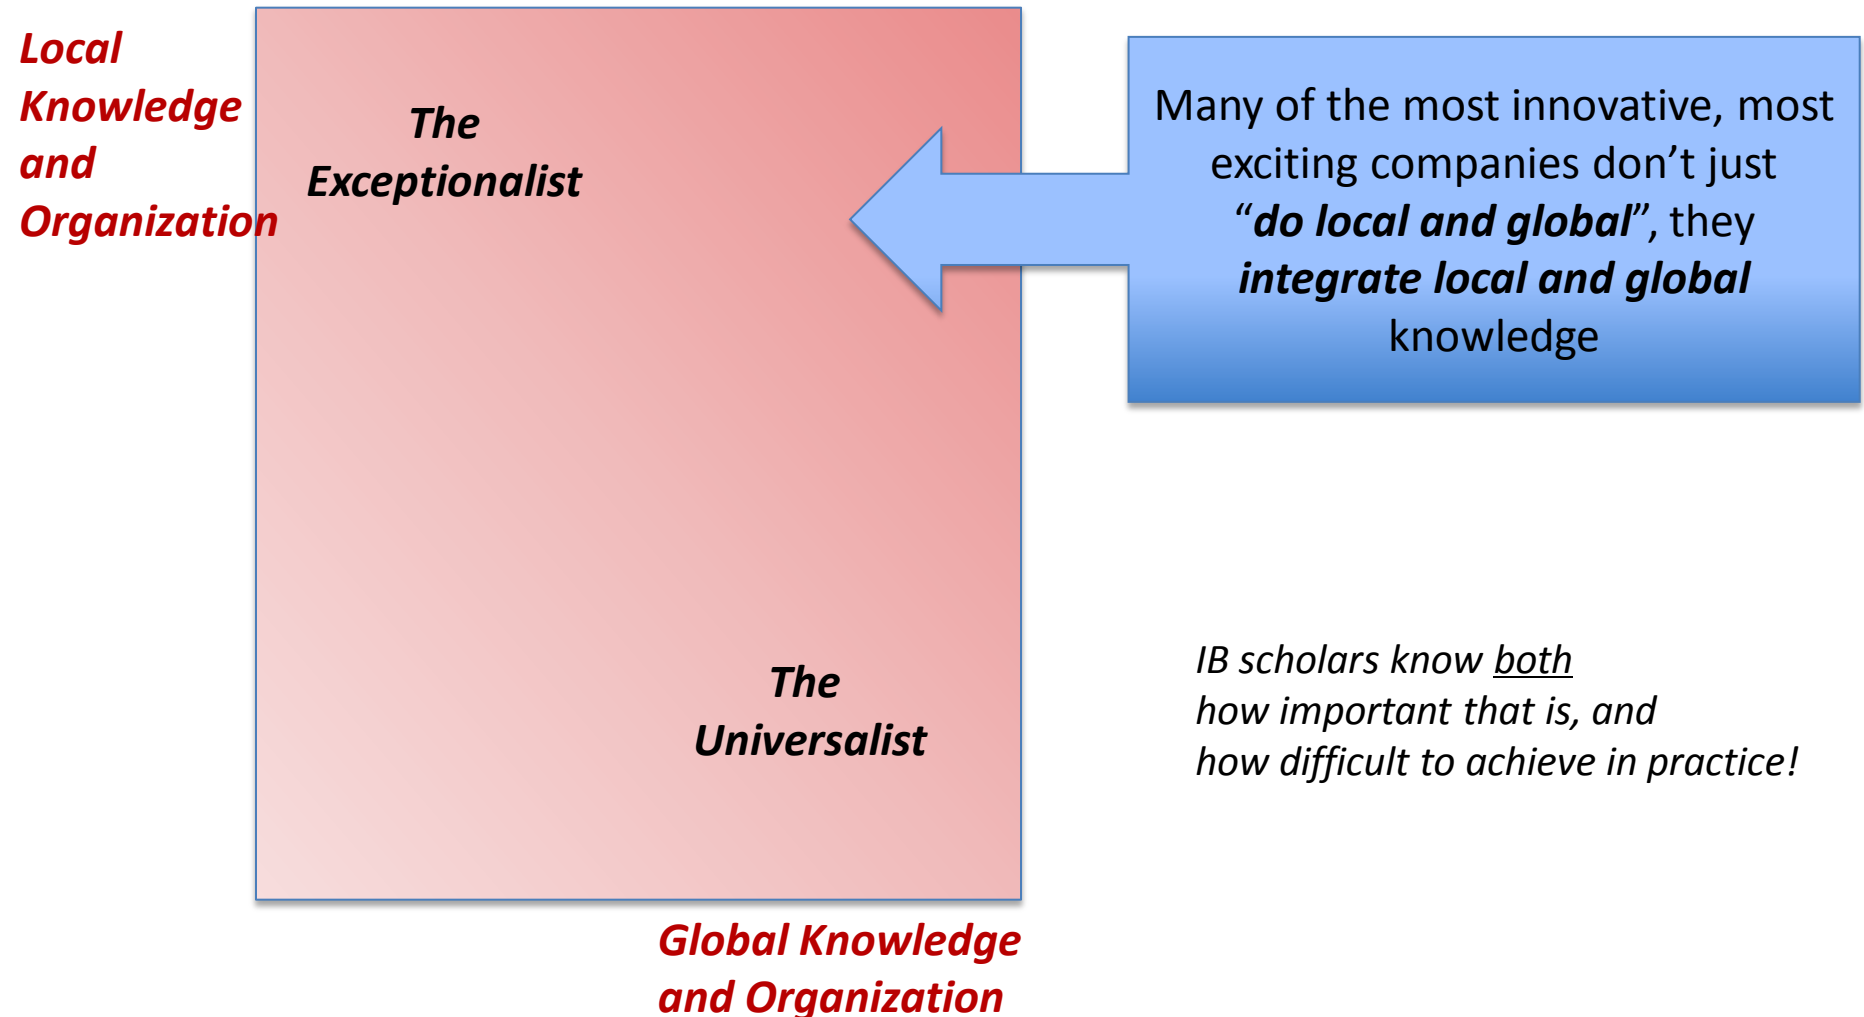 Local
Knowledge
and
Organization
The
Exceptionalist
Many of the most innovative, most
exciting companies don’t just
“do local and global”, they
integrate local and global
knowledge
IB scholars know both
how important that is, and
how difficult to achieve in practice!
The
Universalist
Global Knowledge
and Organization